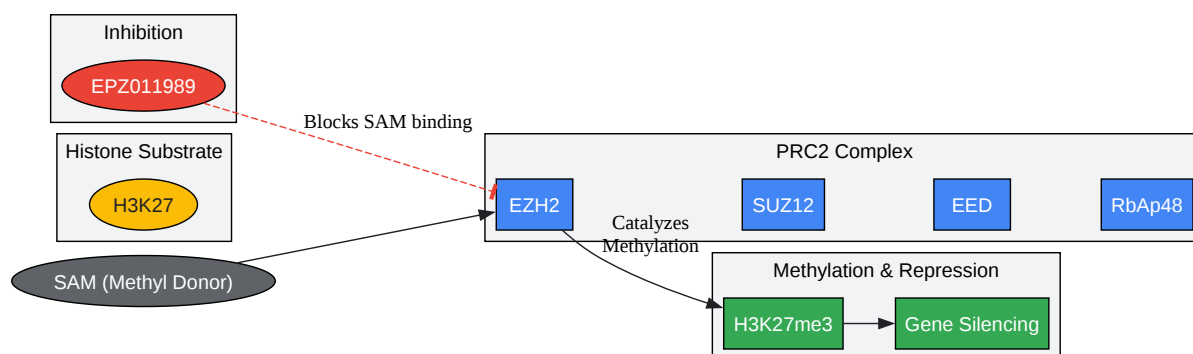 Inhibition
EPZ011989
Blocks SAM binding
Histone Substrate
H3K27
SAM (Methyl Donor)
PRC2 Complex
EZH2
SUZ12
EED
RbAp48
Catalyzes
Methylation
Methylation & Repression
H3K27me3
Gene Silencing